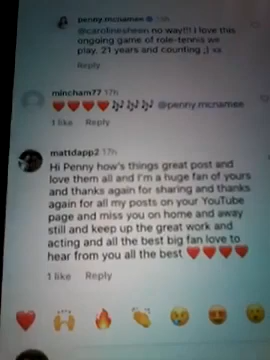 penny.mcnamee 19h
@carolinesheen no way!!! I love this
ongoing game of role-tennis we
play. 21 years and counting ;) xx
Reply
mincham77 17h
❤️❤️❤️❤️🎶🎶🎶 @penny.mcnamee
1 like Reply
mattdapp2 17h
Hi Penny how's things great post and
love them all and I'm a huge fan of yours
and thanks again for sharing and thanks
again for all my posts on your YouTube
page and miss you on home and away
still and keep up the great work and
acting and all the best big fan love to
hear from you all the best ❤️❤️❤️❤️
1 like Reply